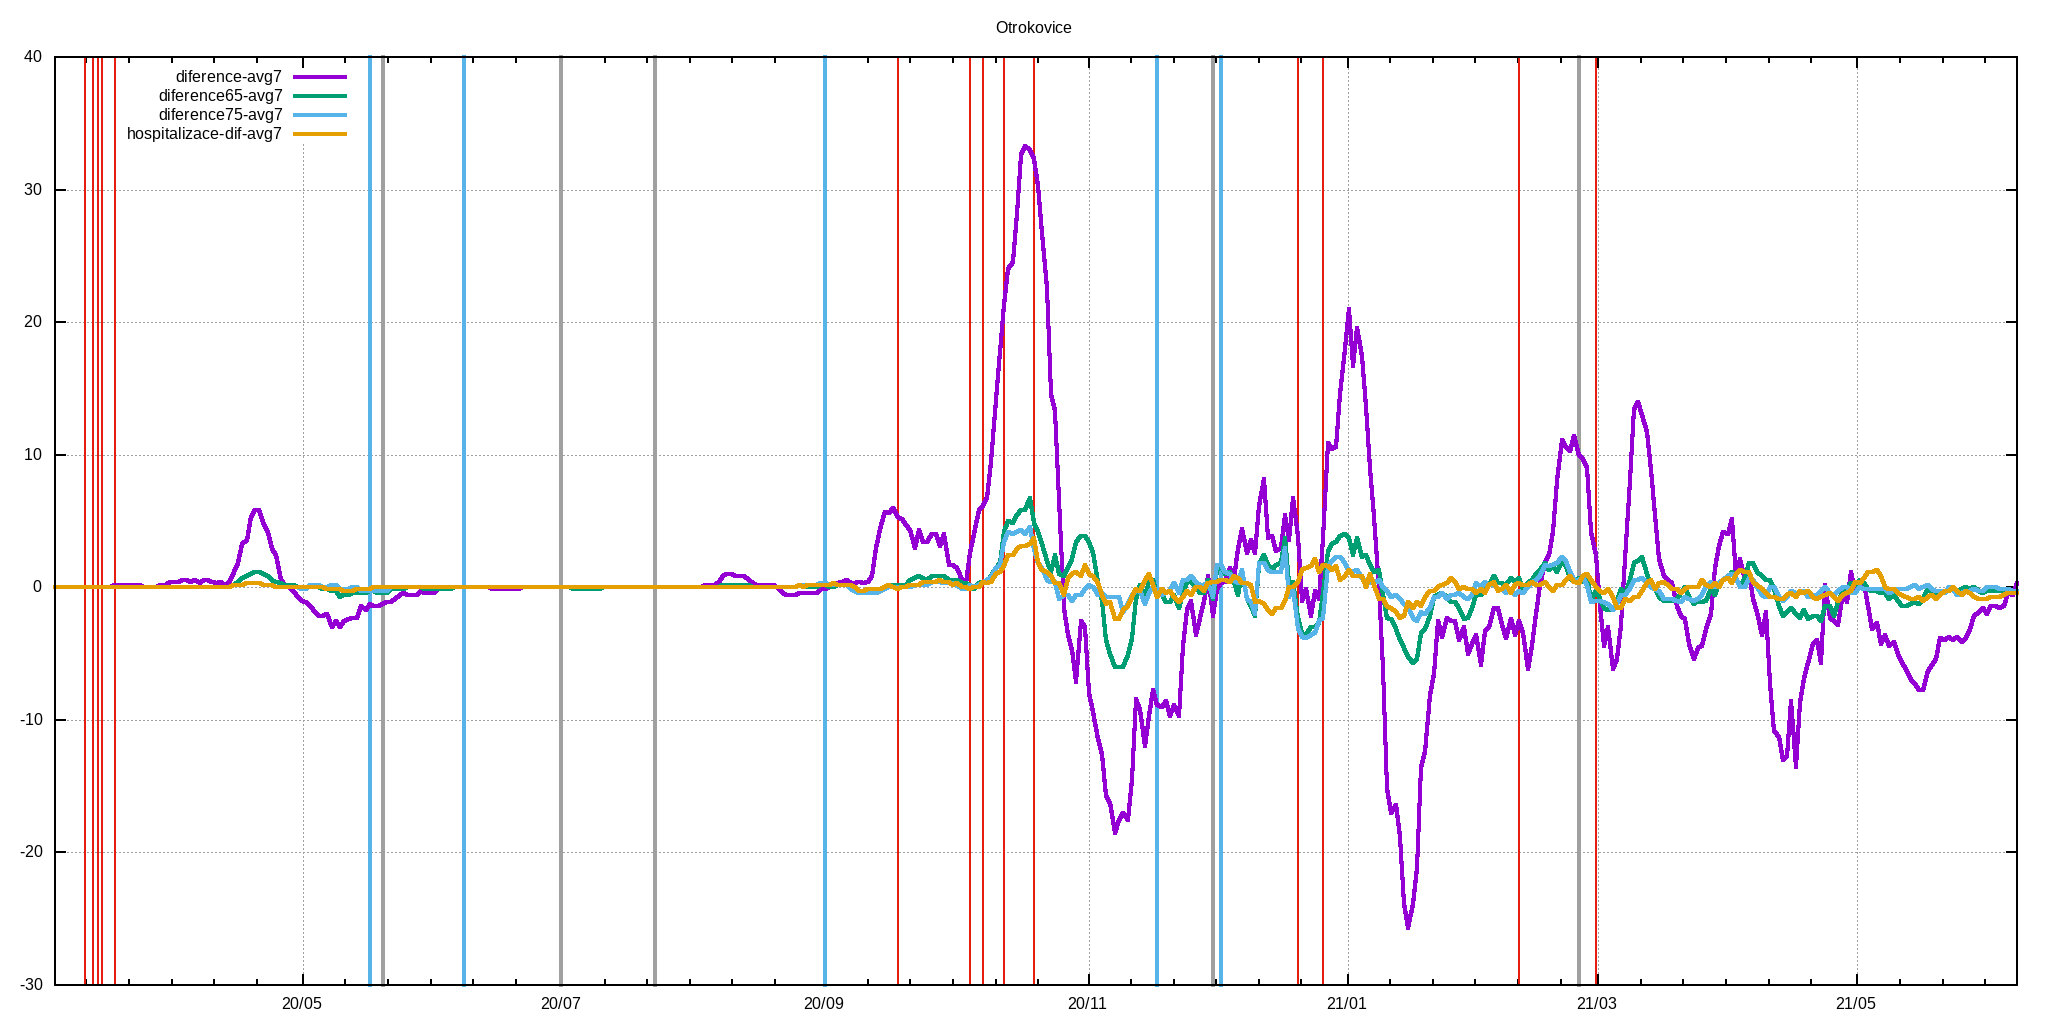 Otrokovice
40
diference-avg7
diference65-avg7
diference75-avg7
hospitalizace-dif-avg7
30
20
10
0
-10
-20
-30
20/05 20/07 20/09 20/11 21/01 21/03 21/05